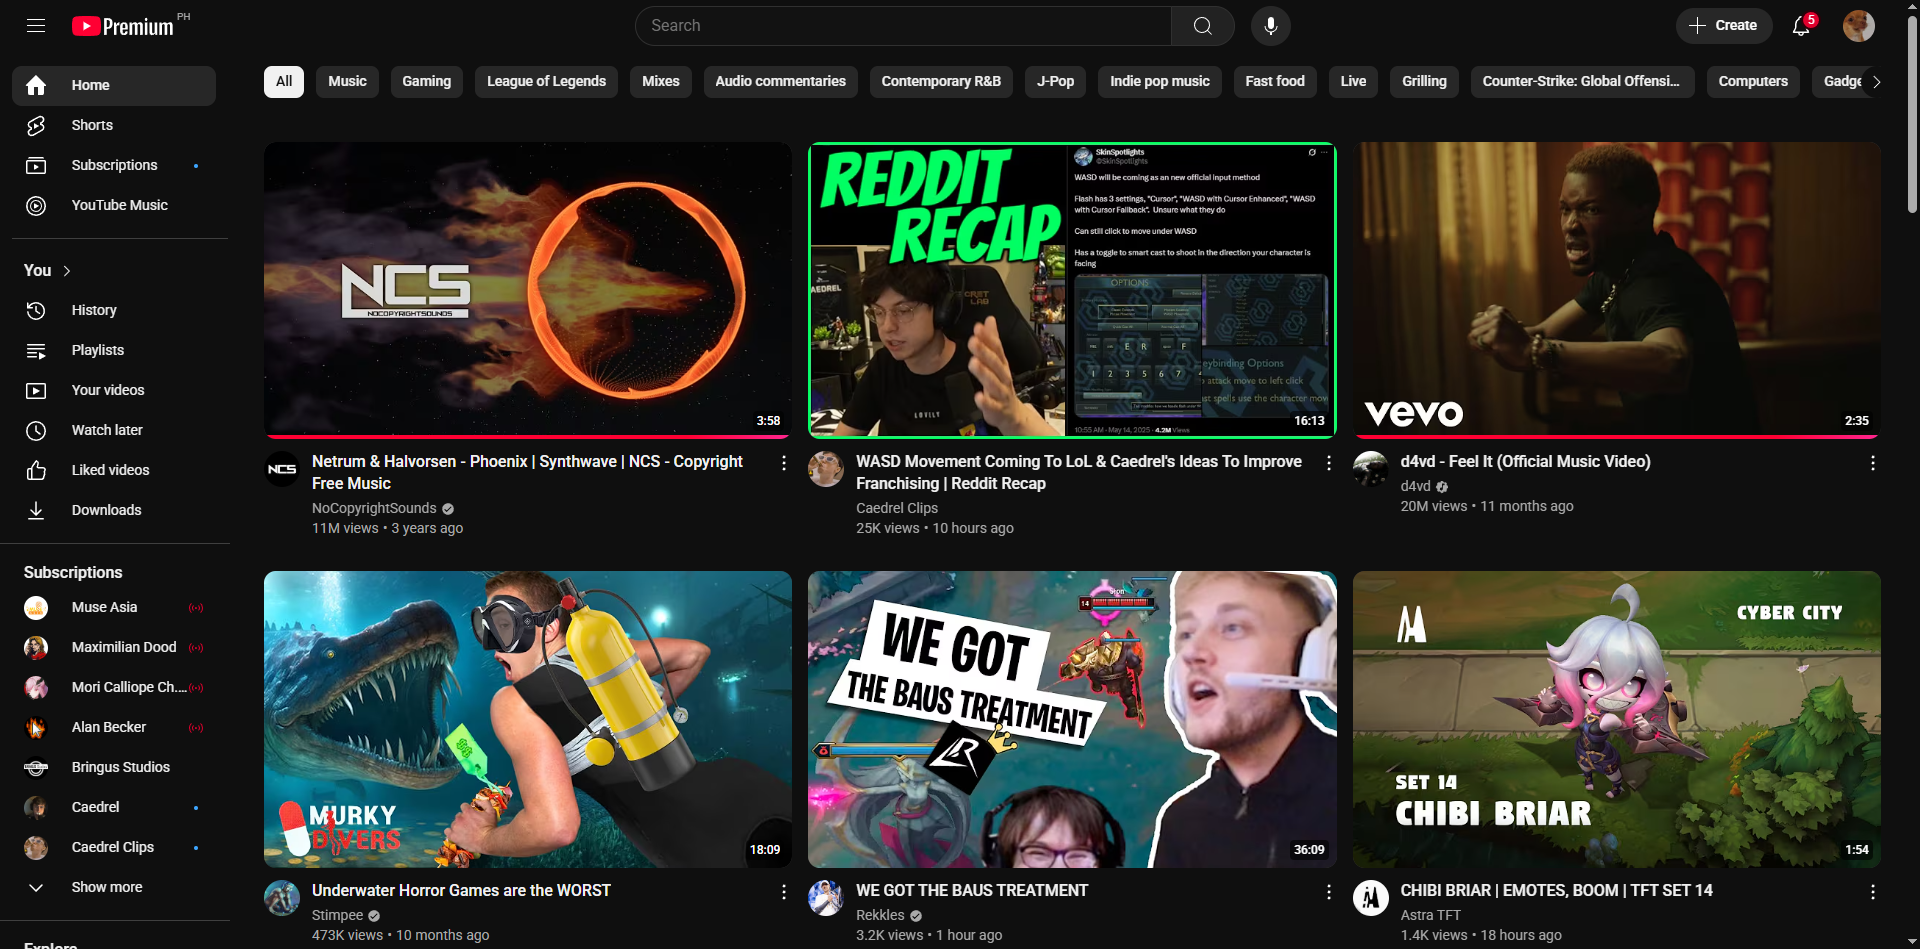 Premium PH
Search
Create
5
Home
Shorts
Subscriptions
YouTube Music
You
History
Playlists
Your videos
Watch later
Liked videos
Downloads
Subscriptions
Muse Asia
Maximilian Dood
Mori Calliope Ch....
Alan Becker
Bringus Studios
Caedrel
Caedrel Clips
Show more
Explore
All Music Gaming League of Legends Mixes Audio commentaries Contemporary R&B J-Pop Indie pop music Fast food Live Grilling Counter-Strike: Global Offensi... Computers
NCS
NOCOPYRIGHTSOUNDS
3:58
NCS
Netrum & Halvorsen - Phoenix | Synthwave | NCS - Copyright
Free Music
NoCopyrightSounds
11M views • 3 years ago
REDDIT
RECAP
AEDREL
LOVILY
SkinSpotlights
@SkinSpotlights
WASD will be coming as an new official input method
Flash has 3 settings, "Cursor", "WASD with Cursor Enhanced", "WASD
with Cursor Fallback". Unsure what they do
Can still click to move under WASD
Has a toggle to smart cast to shoot in the direction your character is
facing
OPTIONS
E R F
1 2 3 5 6 7
eybinding Options
attack move to left click
ast spells use the character mov
10:55 AM · May 14, 2025 · 4.2M Views
16:13
WASD Movement Coming To LoL & Caedrel's Ideas To Improve
Franchising | Reddit Recap
Caedrel Clips
25K views • 10 hours ago
vevo
2:35
d4vd - Feel It (Official Music Video)
d4vd
20M views • 11 months ago
MURKY
DIVERS
18:09
Underwater Horror Games are the WORST
Stimpee
473K views • 10 months ago
14
WE GOT
THE BAUS TREATMENT
36:09
WE GOT THE BAUS TREATMENT
Rekkles
3.2K views • 1 hour ago
CYBER CITY
SET 14
CHIBI BRIAR
1:54
CHIBI BRIAR | EMOTES, BOOM | TFT SET 14
Astra TFT
1.4K views • 18 hours ago